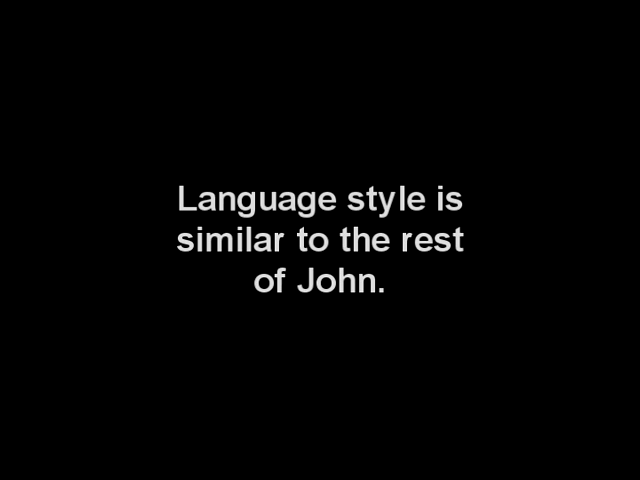 Language style is
similar to the rest
of John.